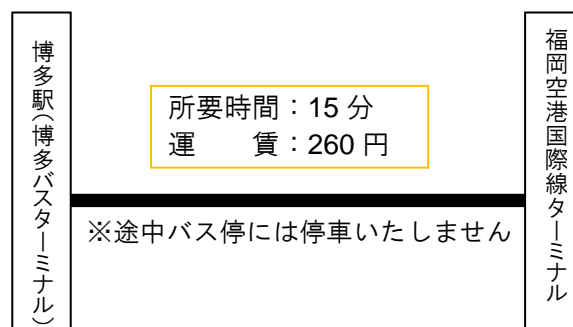 博多駅（博多バスターミナル）
所要時間：15 分
運　　賃：260 円
※途中バス停には停車いたしません
福岡空港国際線ターミナル